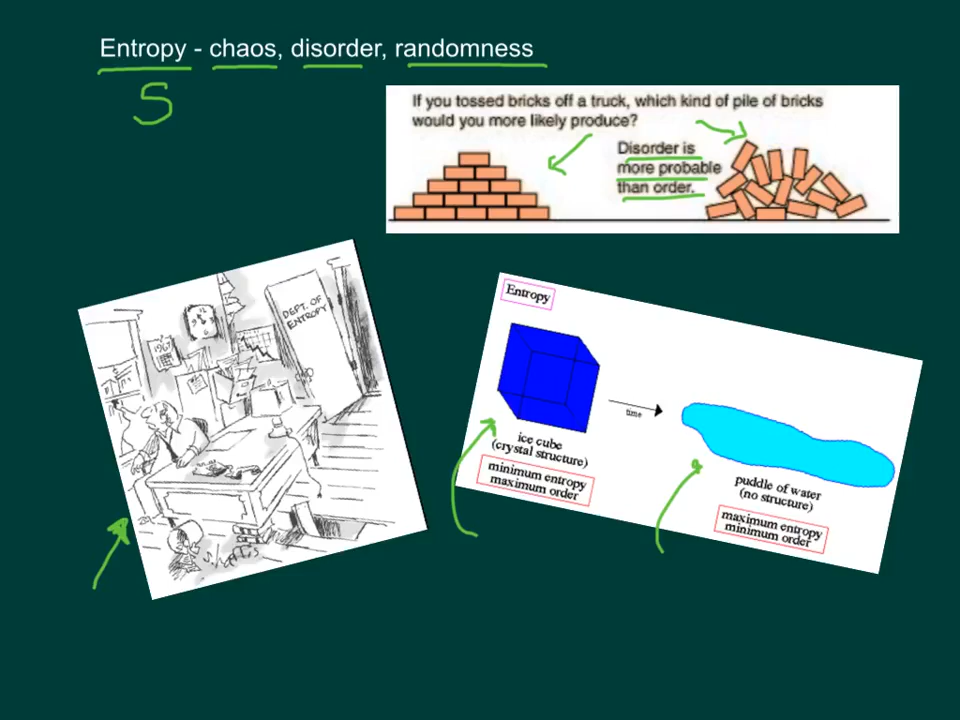 Entropy - chaos, disorder, randomness
S
If you tossed bricks off a truck, which kind of pile of bricks
would you more likely produce?
Disorder is
more probable
than order.
DEPT. OF
ENTROPY
1967
S. Harris
Entropy
time
ice cube
(crystal structure)
minimum entropy
maximum order
puddle of water
(no structure)
maximum entropy
minimum order